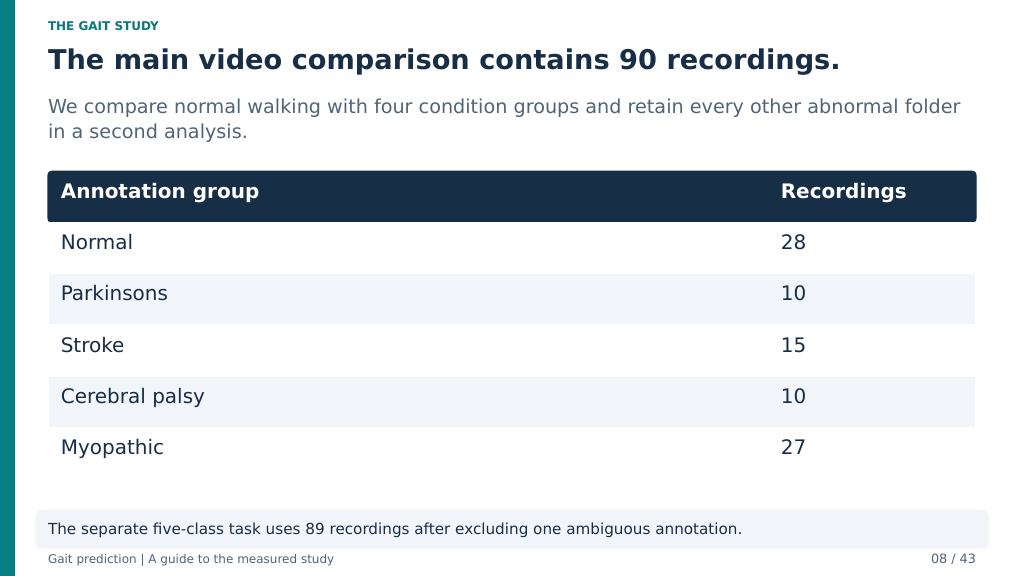 THE GAIT STUDY
The main video comparison contains 90 recordings.
We compare normal walking with four condition groups and retain every other abnormal folder
in a second analysis.
Annotation group Recordings
Normal 28
Parkinsons 10
Stroke 15
Cerebral palsy 10
Myopathic 27
The separate five-class task uses 89 recordings after excluding one ambiguous annotation.
Gait prediction | A guide to the measured study 08 / 43